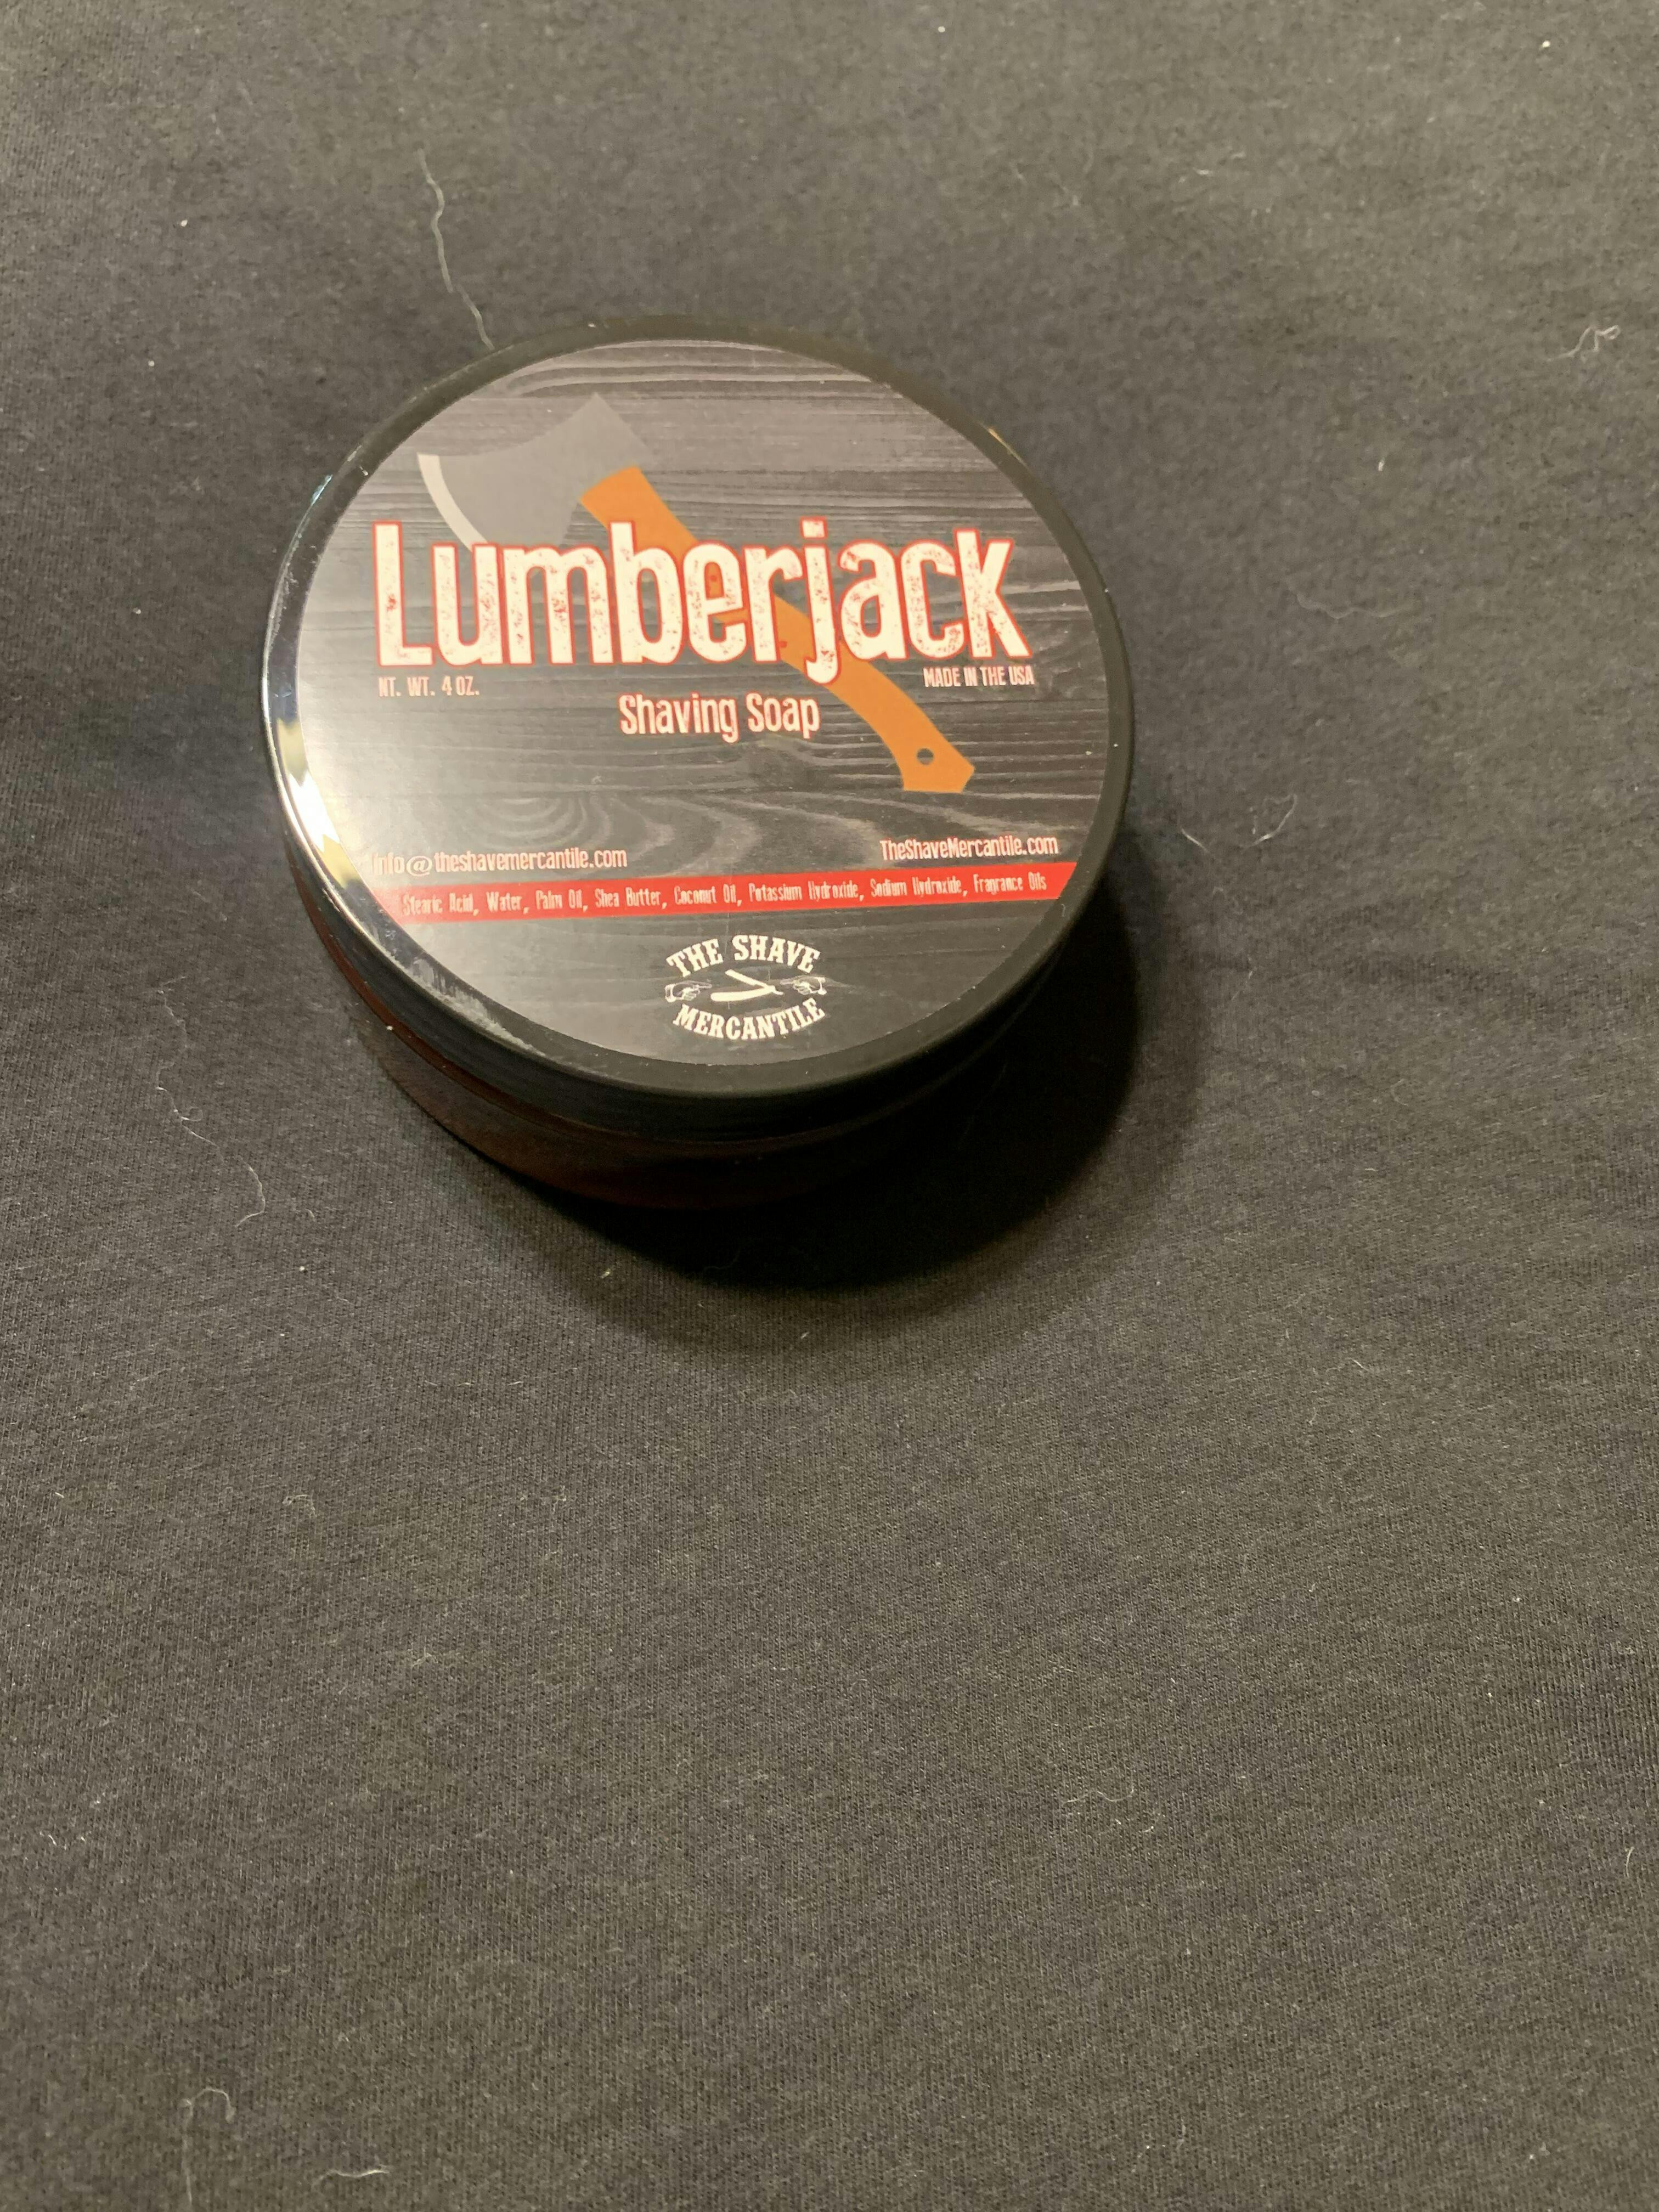 Lumberjack
NT. WT. 4 OZ.
MADE IN THE USA
Shaving Soap
Info@theshavemercantile.com
TheShaveMercantile.com
Stearic Acid, Water, Palm Oil, Shea Butter, Coconut Oil, Potassium Hydroxide, Sodium Hydroxide, Fragrance Oils
THE SHAVE
MERCANTILE